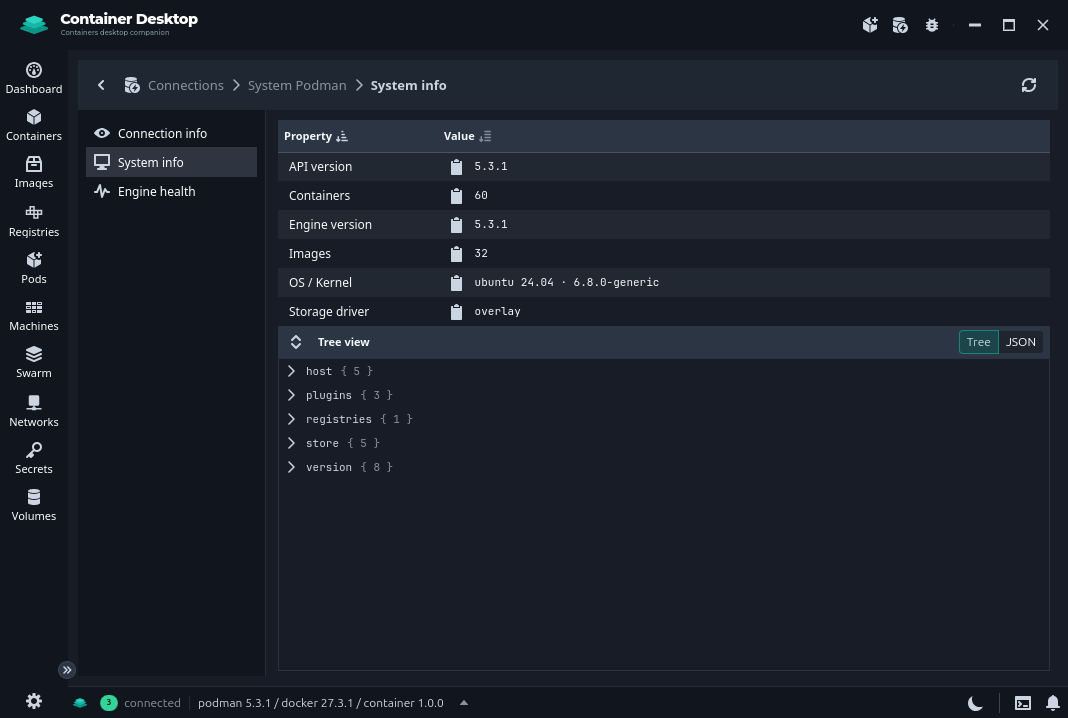 Container Desktop
Containers desktop companion
Connections
System Podman
System info
Dashboard
Containers
Images
Registries
Pods
Machines
Swarm
Networks
Secrets
Volumes
Connection info
System info
Engine health
Property Value
API version 5.3.1
Containers 60
Engine version 5.3.1
Images 32
OS / Kernel ubuntu 24.04 · 6.8.0-generic
Storage driver overlay
Tree view Tree JSON
host { 5 }
plugins { 3 }
registries { 1 }
store { 5 }
version { 8 }
3 connected podman 5.3.1 / docker 27.3.1 / container 1.0.0